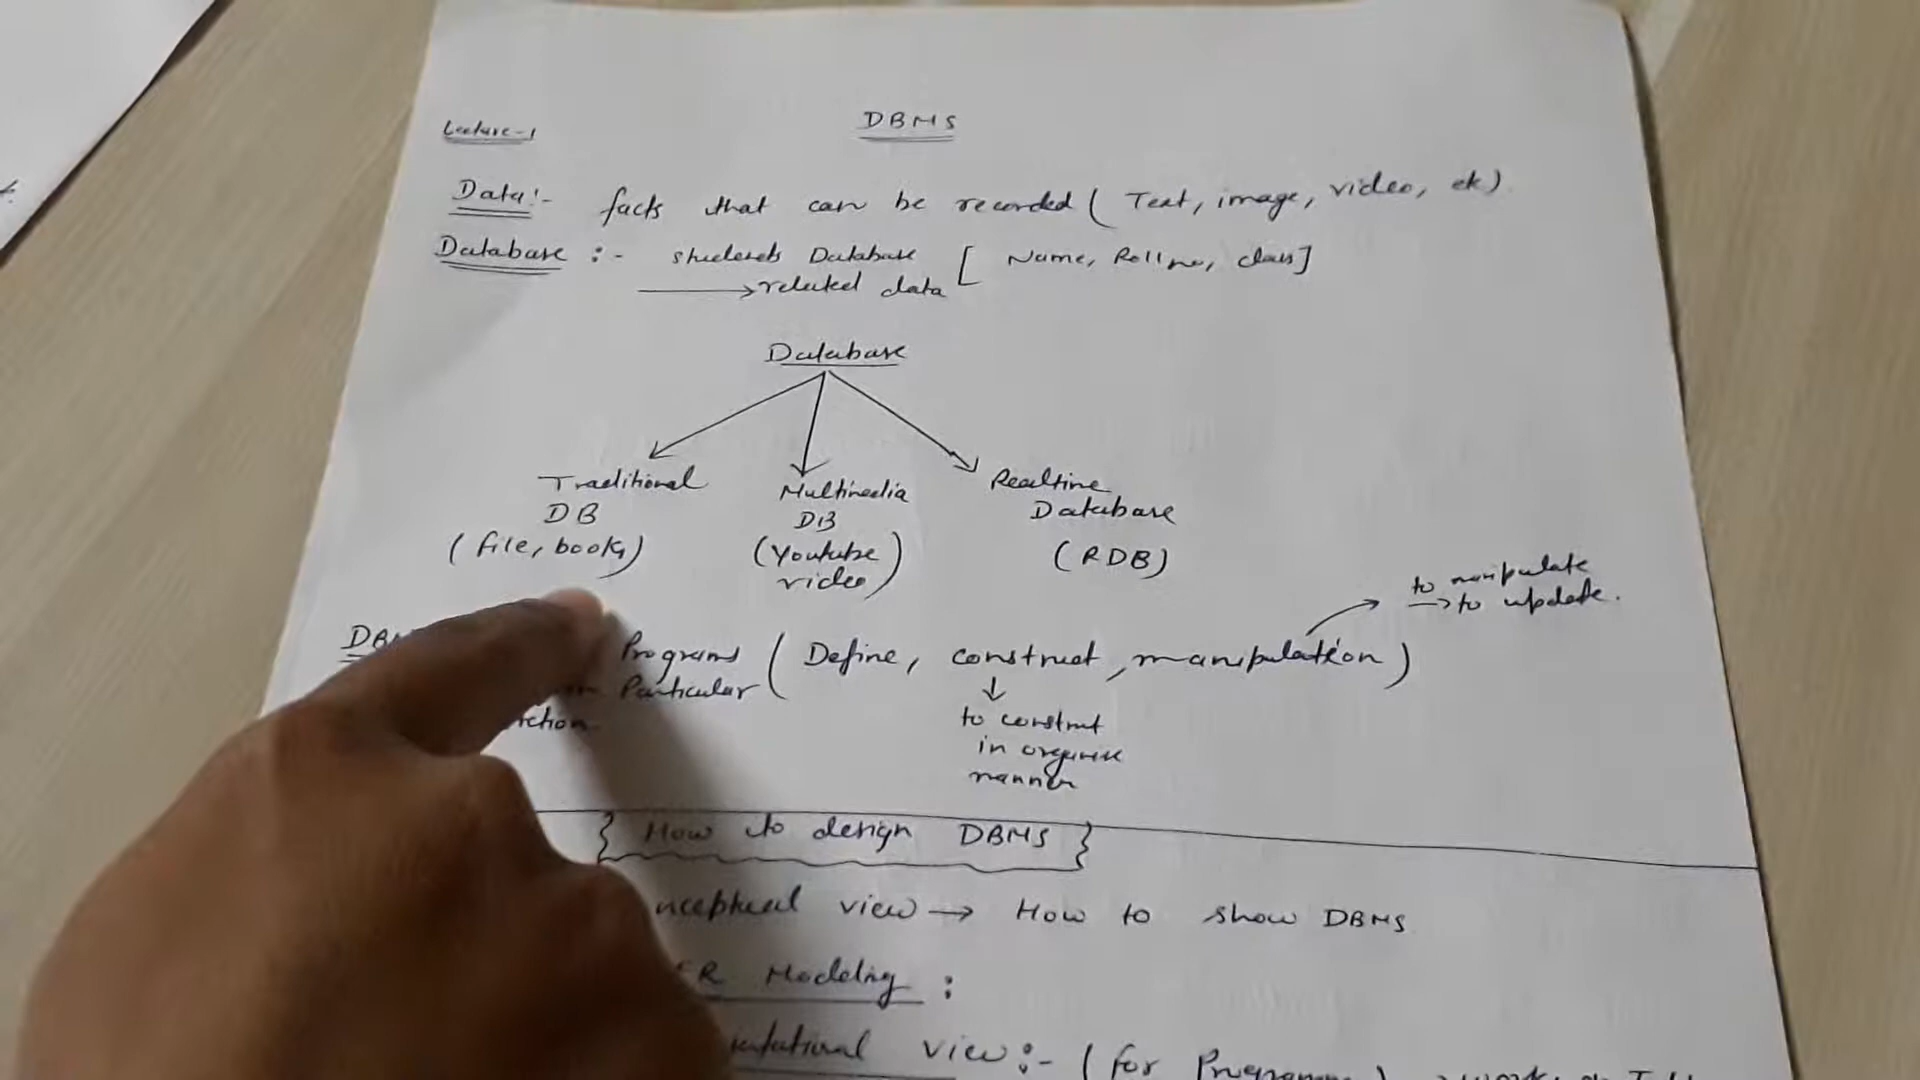 Lecture-1
DBMS
Data:- facts that can be recorded (Text, image, video, etc)
Database :- students Database [ Name, Roll no, class]
→ related data
Database
Traditional DB (file, books)
Multimedia DB (Youtube video)
Realtime Database (RDB)
to manipulate
→ to update.
Programs (Define, construct, manipulation)
Particular
↓
to construct
in organise
manner
{ How to design DBMS }
view → How to show DBMS
Modeling :
view :- (for